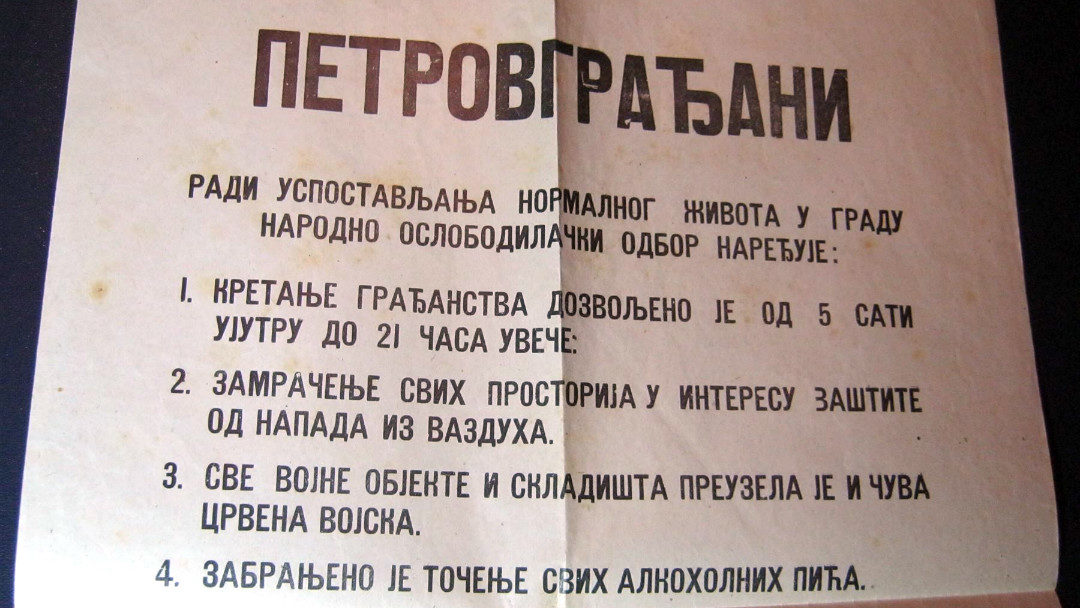 ПЕТРОВГРАЂАНИ
РАДИ УСПОСТАВЉАЊА НОРМАЛНОГ ЖИВОТА У ГРАДУ
НАРОДНО ОСЛОБОДИЛАЧКИ ОДБОР НАРЕЂУЈЕ:
1. КРЕТАЊЕ ГРАЂАНСТВА ДОЗВОЉЕНО ЈЕ ОД 5 САТИ
УЈУТРУ ДО 21 ЧАСА УВЕЧЕ:
2. ЗАМРАЧЕЊЕ СВИХ ПРОСТОРИЈА У ИНТЕРЕСУ ЗАШТИТЕ
ОД НАПАДА ИЗ ВАЗДУХА.
3. СВЕ ВОЈНЕ ОБЈЕКТЕ И СКЛАДИШТА ПРЕУЗЕЛА ЈЕ И ЧУВА
ЦРВЕНА ВОЈСКА.
4. ЗАБРАЊЕНО ЈЕ ТОЧЕЊЕ СВИХ АЛКОХОЛНИХ ПИЋА.